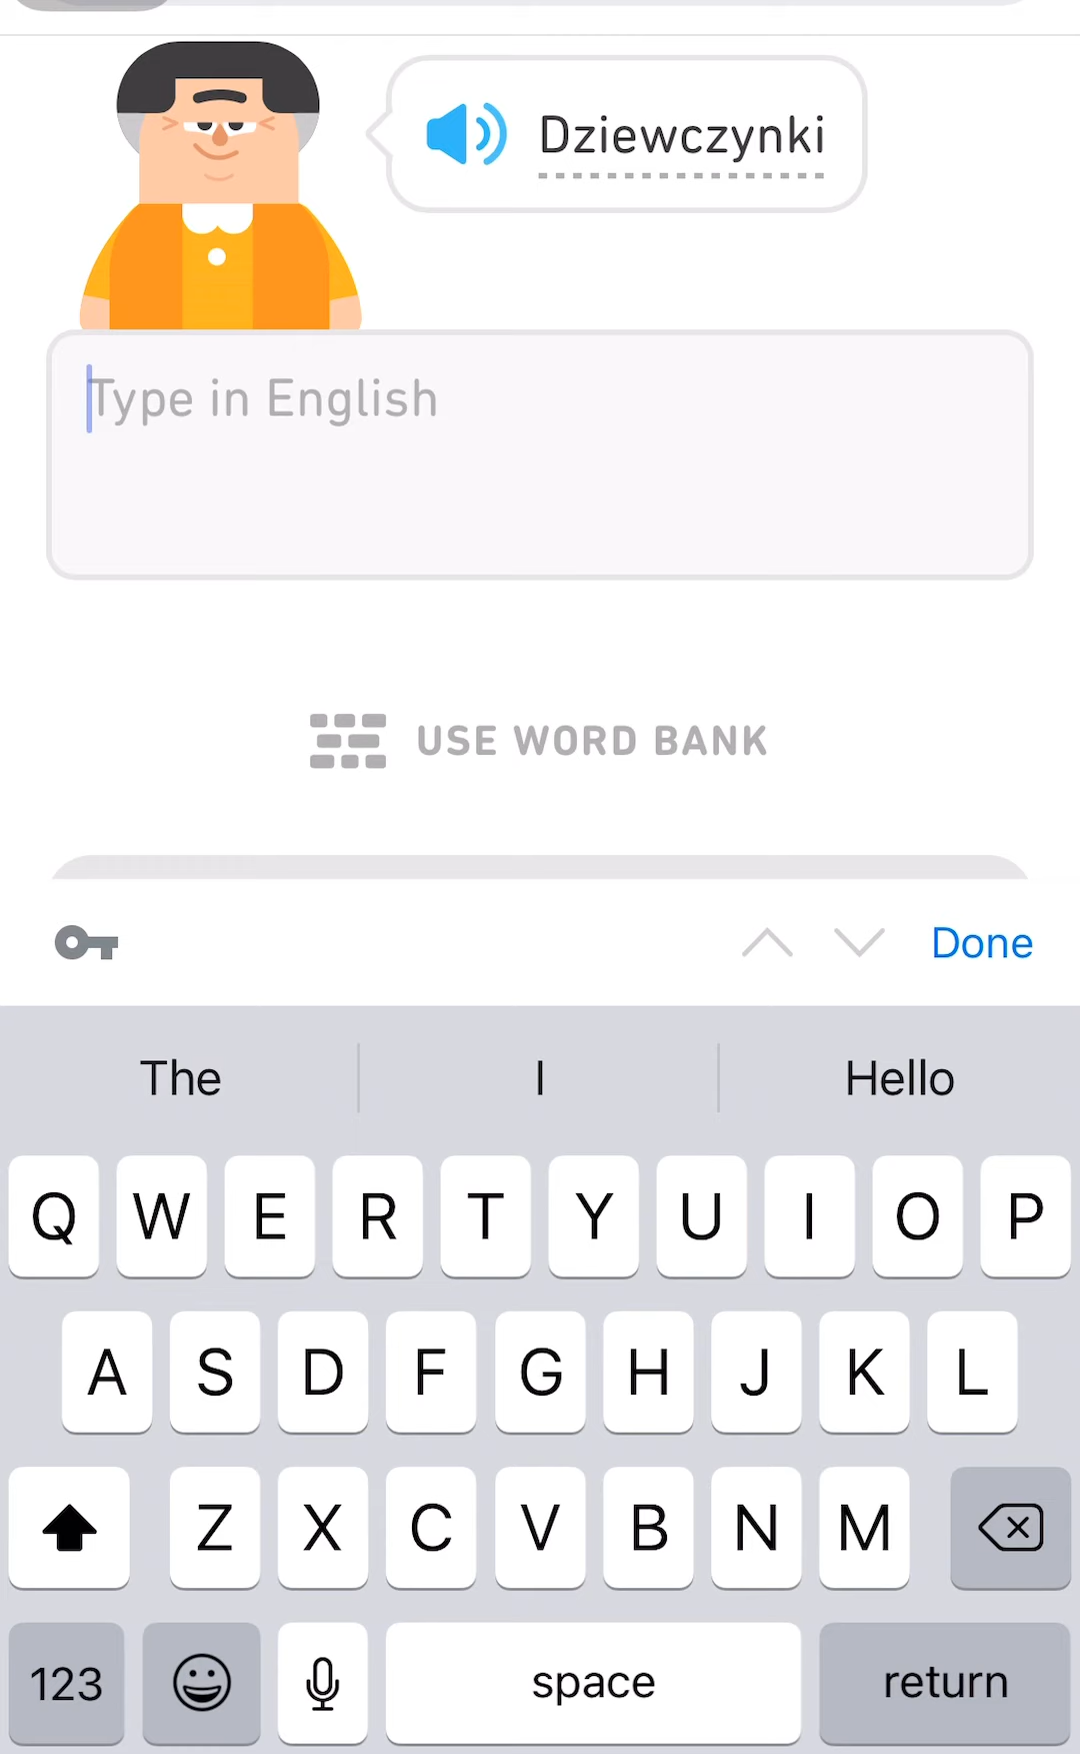 Dziewczynki
Type in English
USE WORD BANK
Done
The I Hello
Q W E R T Y U I O P
A S D F G H J K L
Z X C V B N M
123 space return